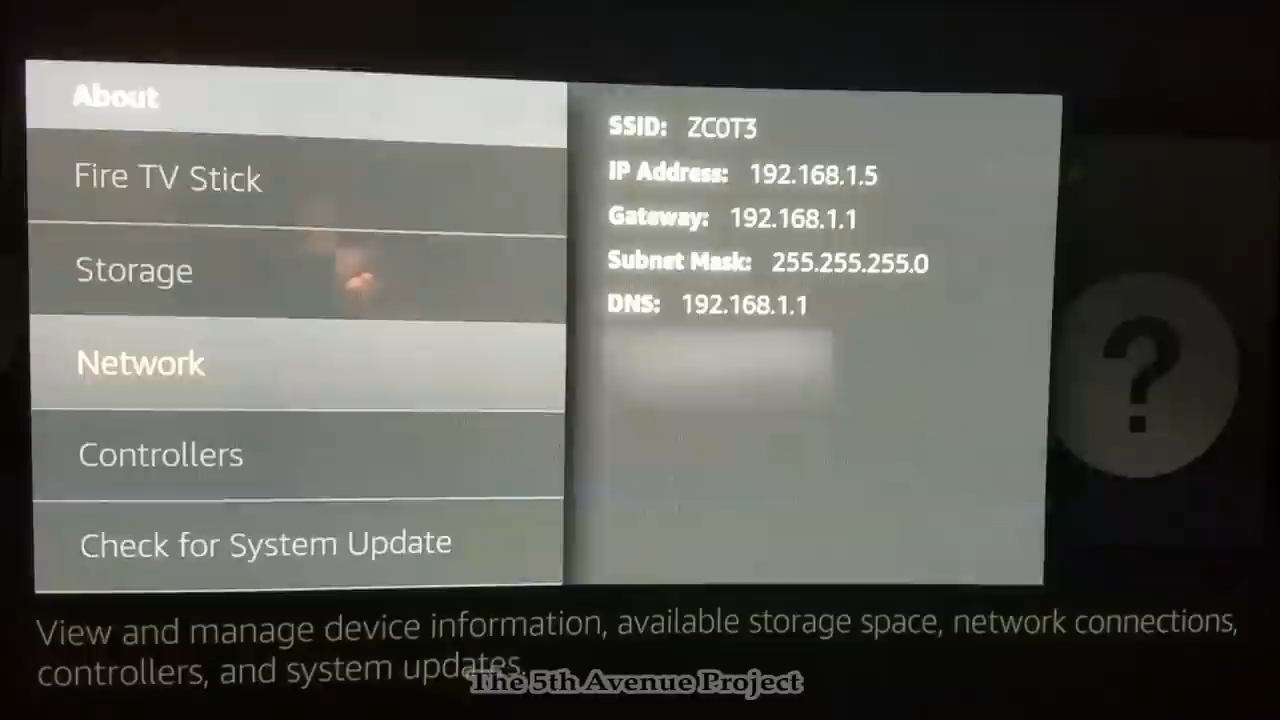 About
Fire TV Stick
Storage
Network
Controllers
Check for System Update
SSID: ZC0T3
IP Address: 192.168.1.5
Gateway: 192.168.1.1
Subnet Mask: 255.255.255.0
DNS: 192.168.1.1
?
View and manage device information, available storage space, network connections,
controllers, and system updates.
The 5th Avenue Project